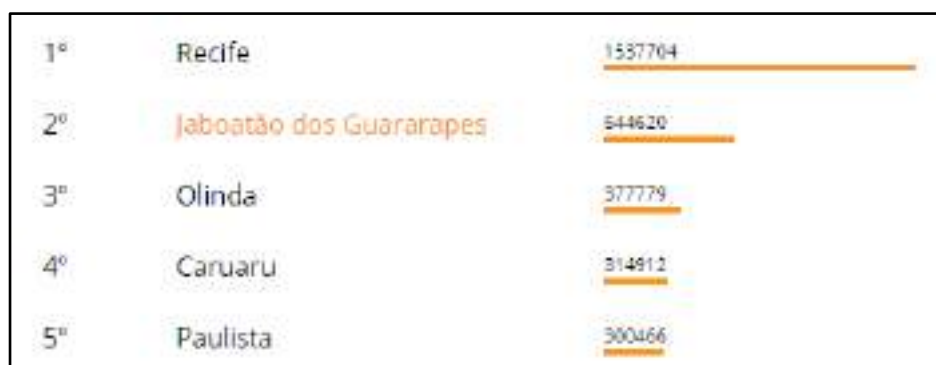 1º Recife 1537704
2º Jaboatão dos Guararapes 644620
3º Olinda 377779
4º Caruaru 314912
5º Paulista 300466